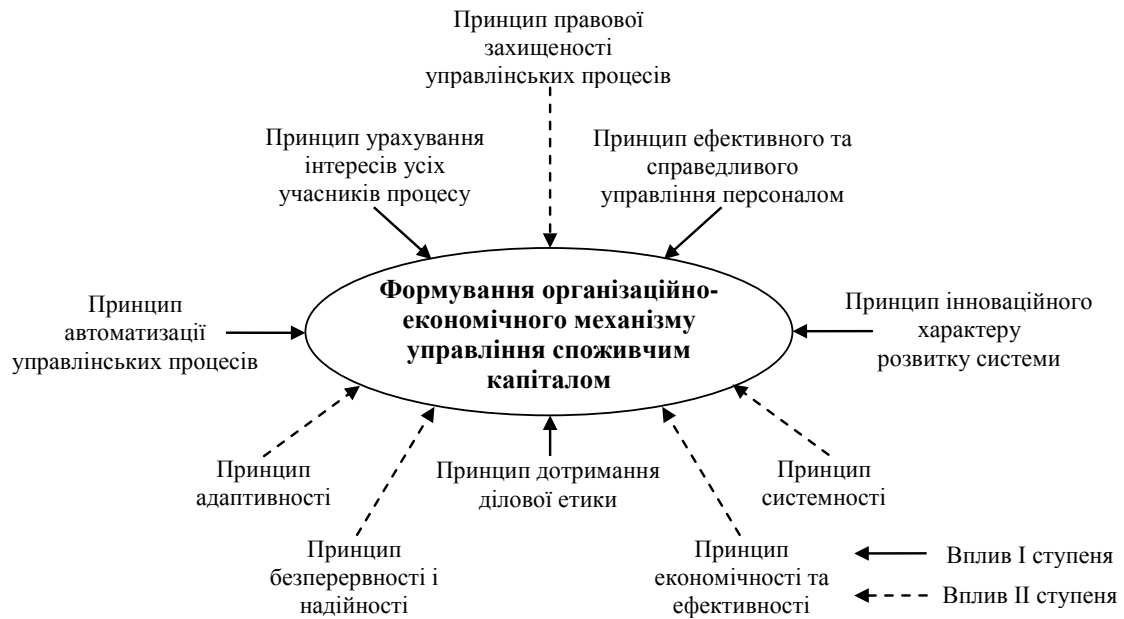 Принцип правової
захищеності
управлінських процесів
Принцип урахування
інтересів усіх
учасників процесу
Принцип ефективного та
справедливого
управління персоналом
Принцип
автоматизації
управлінських процесів
Формування організаційно-
економічного механізму
управління споживчим
капіталом
Принцип інноваційного
характеру
розвитку системи
Принцип
адаптивності
Принцип дотримання
ділової етики
Принцип
системності
Принцип
безперервності і
надійності
Принцип
економічності та
ефективності
Вплив І ступеня
Вплив ІІ ступеня